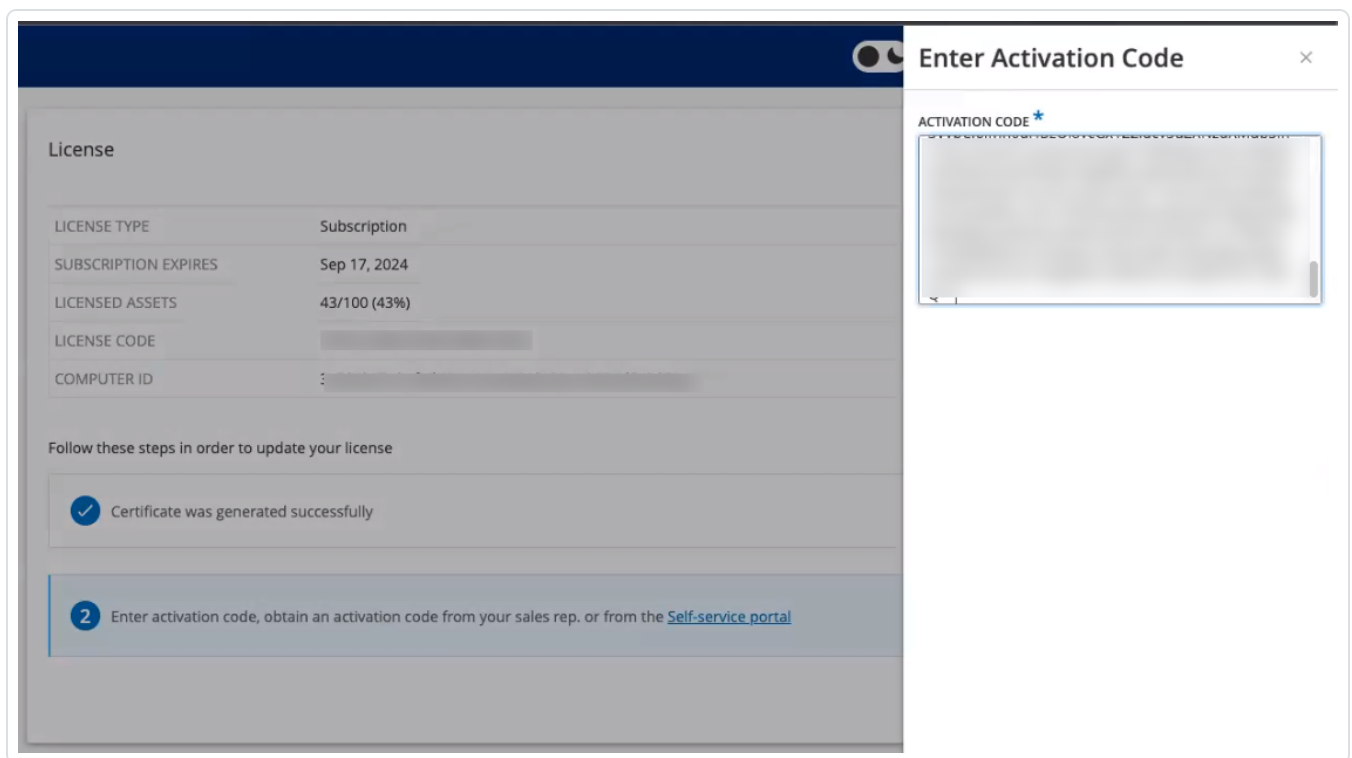 Enter Activation Code
ACTIVATION CODE *
License
LICENSE TYPE Subscription
SUBSCRIPTION EXPIRES Sep 17, 2024
LICENSED ASSETS 43/100 (43%)
LICENSE CODE
COMPUTER ID
Follow these steps in order to update your license
Certificate was generated successfully
2 Enter activation code, obtain an activation code from your sales rep. or from the Self-service portal